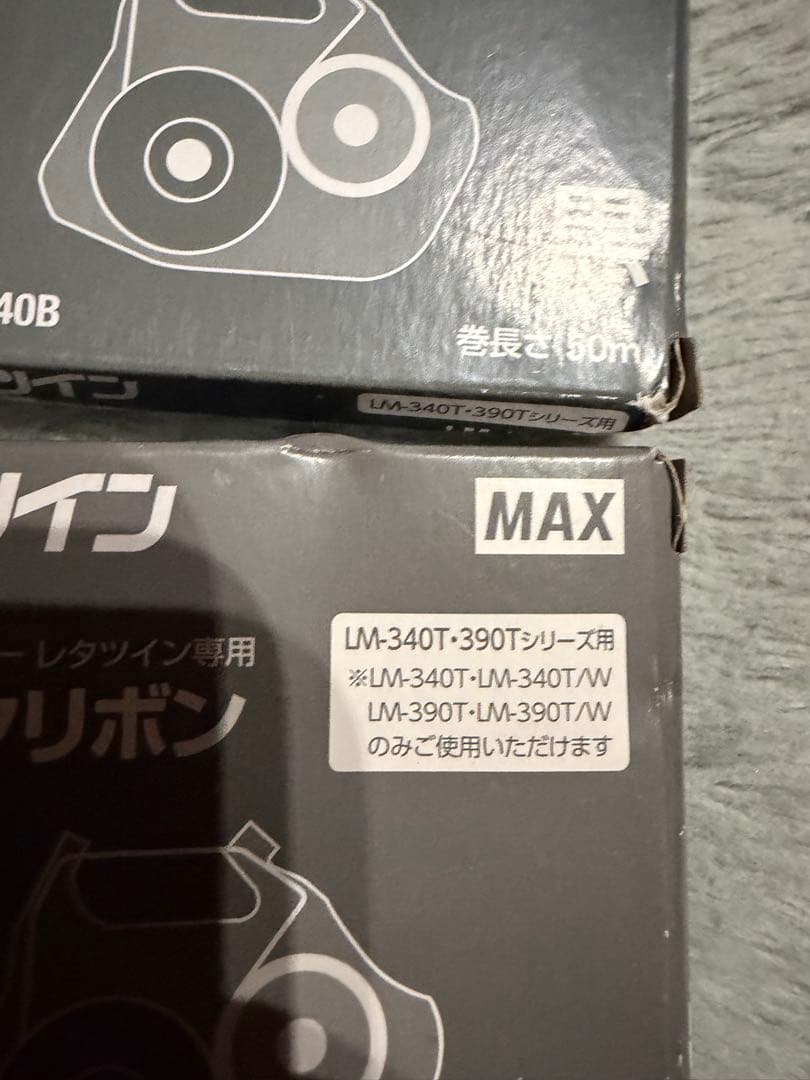 40B
黒
巻長さ 50m
ツイン
LM-340T・390Tシリーズ用
ツイン
MAX
LM-340T・390Tシリーズ用
※LM-340T・LM-340T/W
LM-390T・LM-390T/W
のみご使用いただけます
ー レタツイン専用
リボン